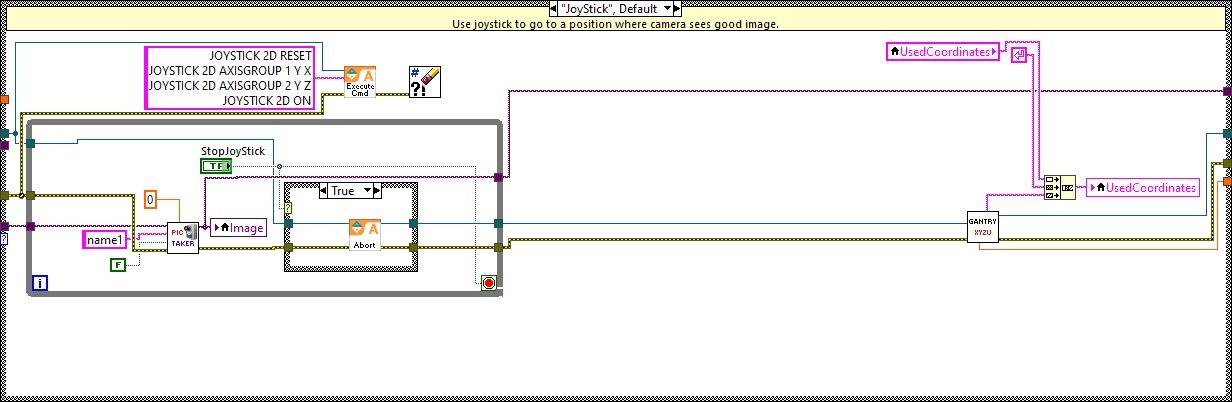 "JoyStick", Default
Use joystick to go to a position where camera sees good image.
JOYSTICK 2D RESET
JOYSTICK 2D AXISGROUP 1 Y X
JOYSTICK 2D AXISGROUP 2 Y Z
JOYSTICK 2D ON
A
Execute
Cmd
#
?!
UsedCoordinates
StopJoyStick
TF
True
?
0
PIC
TAKER
Image
name1
F
A
Abort
i
?
GANTRY
XYZU
UsedCoordinates